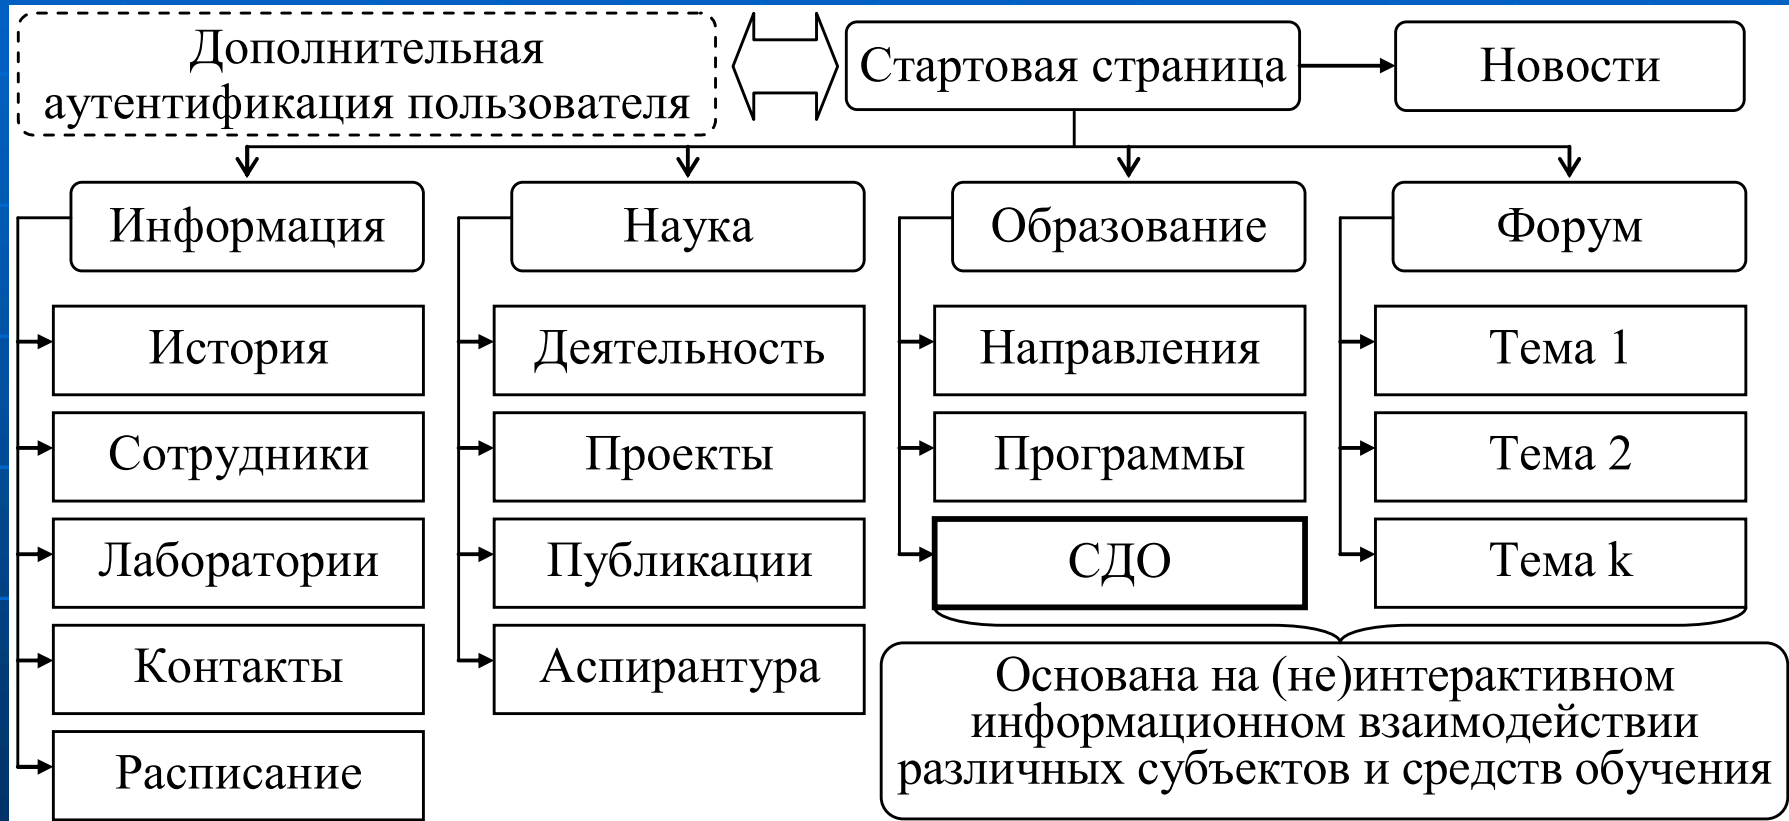 Дополнительная
аутентификация пользователя
Стартовая страница
Новости
Информация
Наука
Образование
Форум
История
Деятельность
Направления
Тема 1
Сотрудники
Проекты
Программы
Тема 2
Лаборатории
Публикации
СДО
Тема k
Контакты
Аспирантура
Расписание
Основана на (не)интерактивном
информационном взаимодействии
различных субъектов и средств обучения